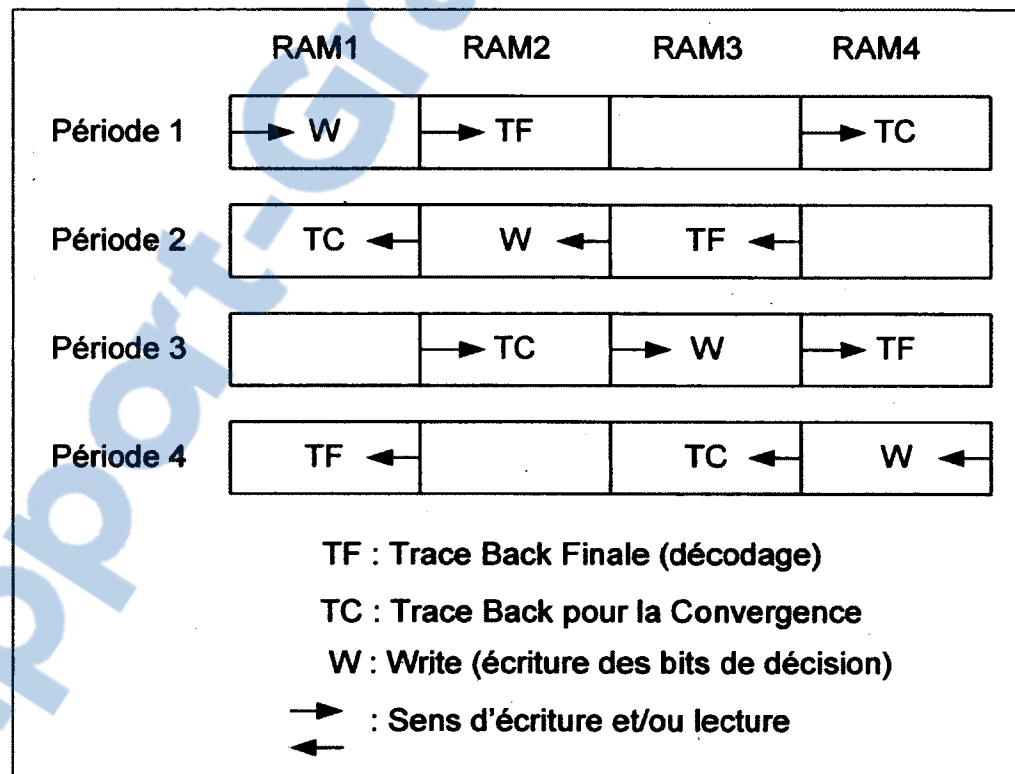 RAM1 RAM2 RAM3 RAM4
Période 1 W TF TC
Période 2 TC W TF
Période 3 TC W TF
Période 4 TF TC W
TF : Trace Back Finale (décodage)
TC : Trace Back pour la Convergence
W : Write (écriture des bits de décision)
: Sens d'écriture et/ou lecture